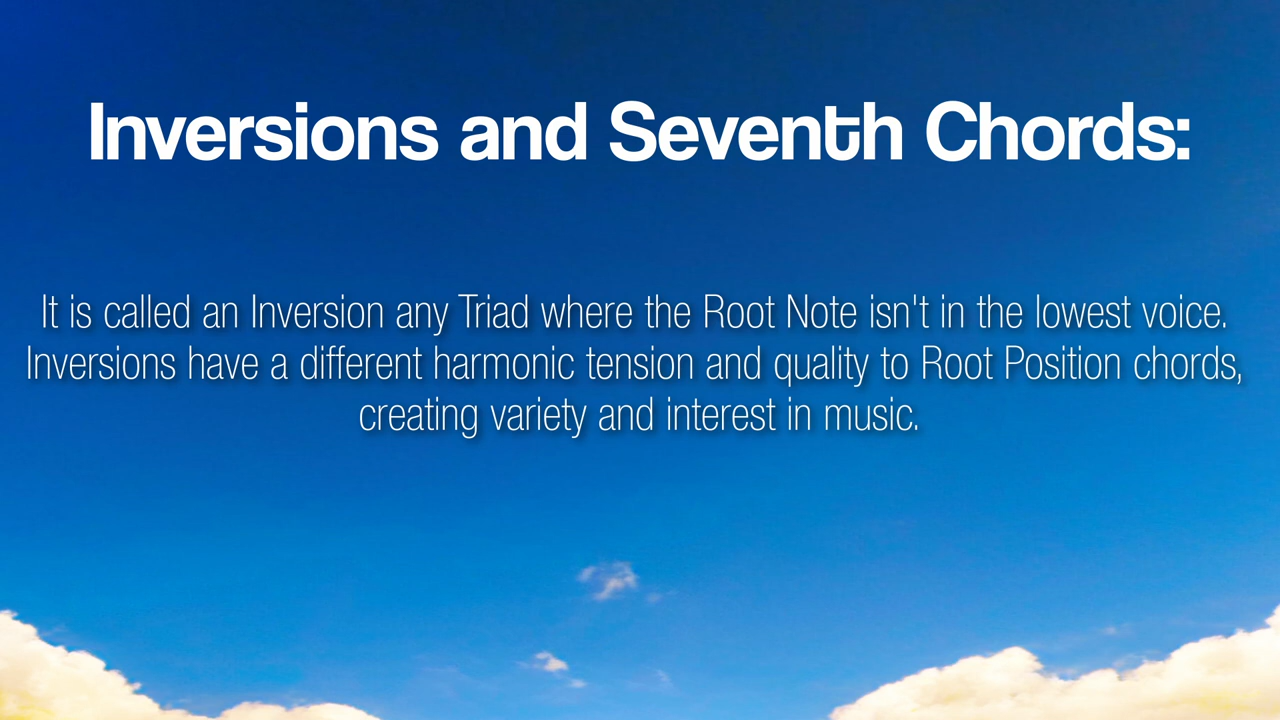 Inversions and Seventh Chords:
It is called an Inversion any Triad where the Root Note isn't in the lowest voice.
Inversions have a different harmonic tension and quality to Root Position chords,
creating variety and interest in music.